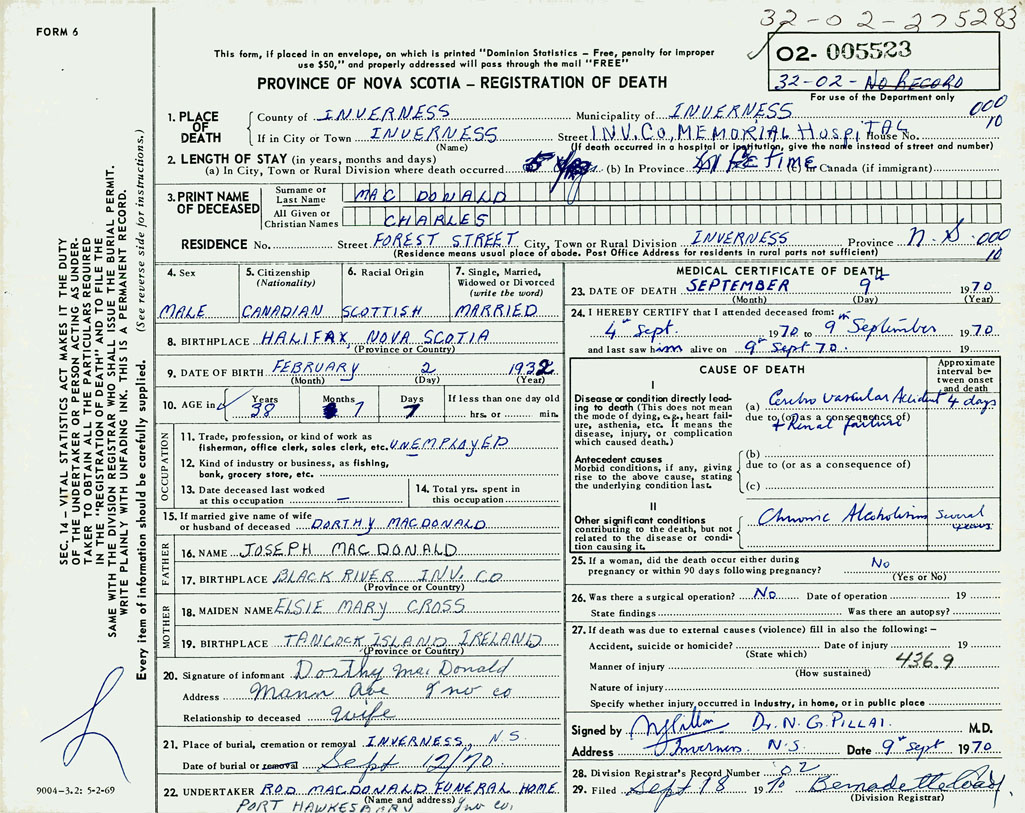 32-02-275283
FORM 6
This form, if placed in an envelope, on which is printed "Dominion Statistics – Free, penalty for improper
use $50," and properly addressed will pass through the mail "FREE"
O2- 005523
32-02-No RECORD
For use of the Department only
PROVINCE OF NOVA SCOTIA – REGISTRATION OF DEATH
000
10
1. PLACE OF DEATH
County of INVERNESS Municipality of INVERNESS
If in City or Town INVERNESS Street INV. CO. MEMORIAL HOSPITAL House No.
(Name) (If death occurred in a hospital or institution, give the name instead of street and number)
2. LENGTH OF STAY (in years, months and days)
(a) In City, Town or Rural Division where death occurred (b) In Province LIFETIME (c) In Canada (if immigrant)
3. PRINT NAME OF DECEASED
Surname or Last Name MAC DONALD
All Given or Christian Names CHARLES
RESIDENCE No. Street FOREST STREET City, Town or Rural Division INVERNESS Province N.S. 000
10
(Residence means usual place of abode. Post Office Address for residents in rural parts not sufficient)
4. Sex 5. Citizenship (Nationality) 6. Racial Origin 7. Single, Married, Widowed or Divorced (write the word)
MALE CANADIAN SCOTTISH MARRIED
8. BIRTHPLACE HALIFAX, NOVA SCOTIA
(Province or Country)
9. DATE OF BIRTH FEBRUARY 2 1932
(Month) (Day) (Year)
10. AGE in Years Months Days If less than one day old
38 7 7 hrs. or min.
OCCUPATION
11. Trade, profession, or kind of work as
fisherman, office clerk, sales clerk, etc. UNEMPLOYED
12. Kind of industry or business, as fishing,
bank, grocery store, etc.
13. Date deceased last worked at this occupation –
14. Total yrs. spent in this occupation
15. If married give name of wife
or husband of deceased DORTHY MACDONALD
FATHER
16. NAME JOSEPH MAC DONALD
17. BIRTHPLACE BLACK RIVER INV. CO
MOTHER
18. MAIDEN NAME ELSIE MARY CROSS
19. BIRTHPLACE TANCOCK ISLAND IRELAND
(Province or Country)
20. Signature of informant Dorthy MacDonald
Address Mann Ave Inv co
Relationship to deceased wife
21. Place of burial, cremation or removal INVERNESS, N.S.
Date of burial or removal Sept 12/70
22. UNDERTAKER ROD MACDONALD FUNERAL HOME
(Name and address)
PORT HAWKESBURY Inv co.
MEDICAL CERTIFICATE OF DEATH
23. DATE OF DEATH SEPTEMBER 9th 1970
(Month) (Day) (Year)
24. I HEREBY CERTIFY that I attended deceased from:
4th Sept. 1970 to 9th September 1970
and last saw him alive on 9th Sept 70. 19
CAUSE OF DEATH
Approximate interval between onset and death
I
Disease or condition directly leading to death (This does not mean the mode of dying, e.g., heart failure, asthenia, etc. It means the disease, injury, or complication which caused death.)
(a) Cerebro Vascular Accident 4 days
due to (or as a consequence of)
+ Renal failure
Antecedent causes
Morbid conditions, if any, giving rise to the above cause, stating the underlying condition last.
(b)
due to (or as a consequence of)
(c)
II
Other significant conditions
contributing to the death, but not related to the disease or condition causing it.
Chronic Alcoholism several years
25. If a woman, did the death occur either during
pregnancy or within 90 days following pregnancy? No
(Yes or No)
26. Was there a surgical operation? No Date of operation 19
State findings Was there an autopsy?
27. If death was due to external causes (violence) fill in also the following: –
Accident, suicide or homicide? Date of injury 19
(State which)
Manner of injury 436.9
(How sustained)
Nature of injury
Specify whether injury occurred in industry, in home, or in public place
Signed by Dr. N. G. PILLAI. M.D.
Address Inverness N.S. Date 9th Sept 1970
28. Division Registrar's Record Number 02
29. Filed Sept 18 1970 Bernadette
(Division Registrar)
SEC. 14 – VITAL STATISTICS ACT MAKES IT THE DUTY
OF THE UNDERTAKER OR PERSON ACTING AS UNDER-
TAKER TO OBTAIN ALL THE PARTICULARS REQUIRED
IN THE "REGISTRATION OF DEATH" AND TO FILE THE
SAME WITH THE DIVISION REGISTRAR WHO SHALL ISSUE THE BURIAL PERMIT.
WRITE PLAINLY WITH UNFADING INK. THIS IS A PERMANENT RECORD.
Every item of information should be carefully supplied. (See reverse side for instructions.)
9004-3.2: 5-2-69